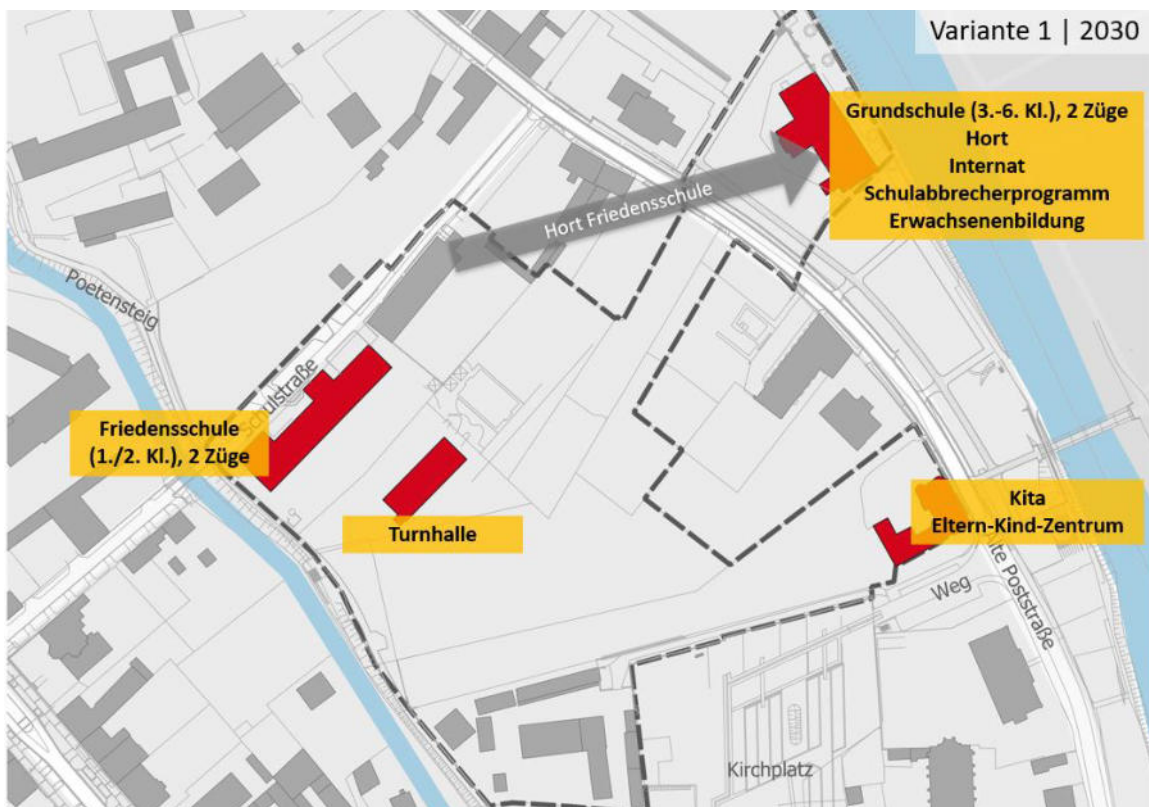 Variante 1 | 2030
Grundschule (3.-6. Kl.), 2 Züge
Hort
Internat
Schulabbrecherprogramm
Erwachsenenbildung
Hort Friedensschule
Poetensteig
Schulstraße
Friedensschule
(1./2. Kl.), 2 Züge
Turnhalle
Kita
Eltern-Kind-Zentrum
Alte Poststraße
Weg
Kirchplatz